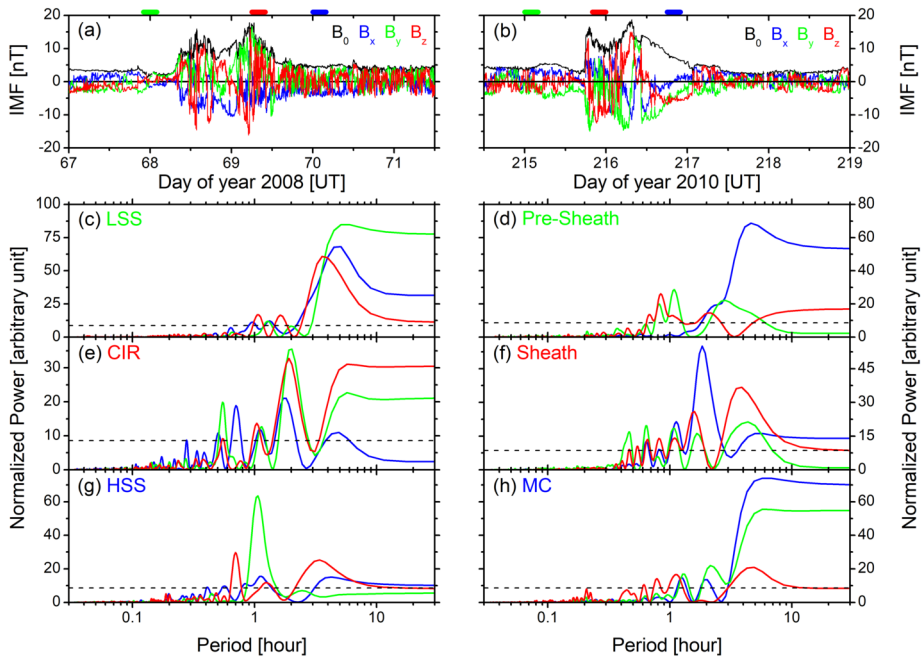 (a) B0 Bx By Bz
(b) B0 Bx By Bz
IMF [nT]
20
10
0
-10
-20
67 68 69 70 71
Day of year 2008 [UT]
20
10
0
-10
-20
IMF [nT]
215 216 217 218 219
Day of year 2010 [UT]
Normalized Power [arbitrary unit]
(c) LSS
100
75
50
25
0
(d) Pre-Sheath
80
60
40
20
0
(e) CIR
30
20
10
0
(f) Sheath
45
30
15
0
(g) HSS
60
40
20
0
(h) MC
60
40
20
0
Normalized Power [arbitrary unit]
0.1 1 10
Period [hour]
0.1 1 10
Period [hour]